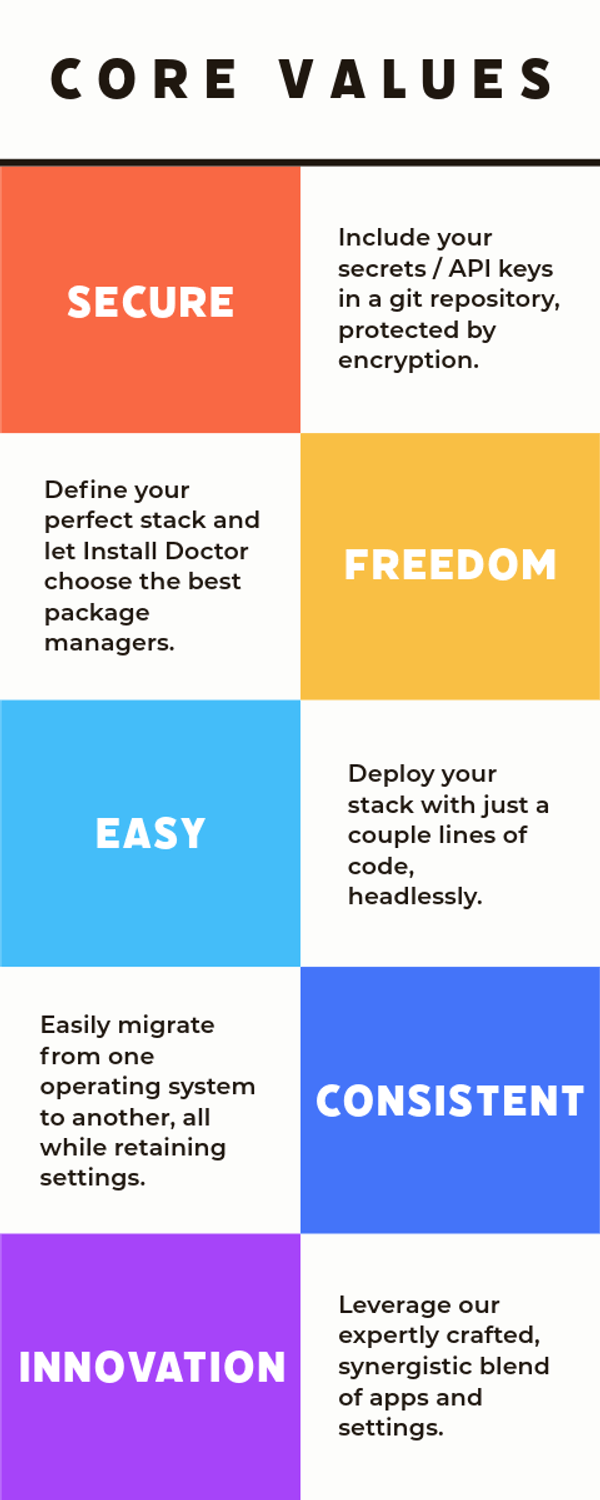 CORE VALUES
SECURE
Include your
secrets / API keys
in a git repository,
protected by
encryption.
Define your
perfect stack and
let Install Doctor
choose the best
package
managers.
FREEDOM
EASY
Deploy your
stack with just a
couple lines of
code,
headlessly.
Easily migrate
from one
operating system
to another, all
while retaining
settings.
CONSISTENT
INNOVATION
Leverage our
expertly crafted,
synergistic blend
of apps and
settings.